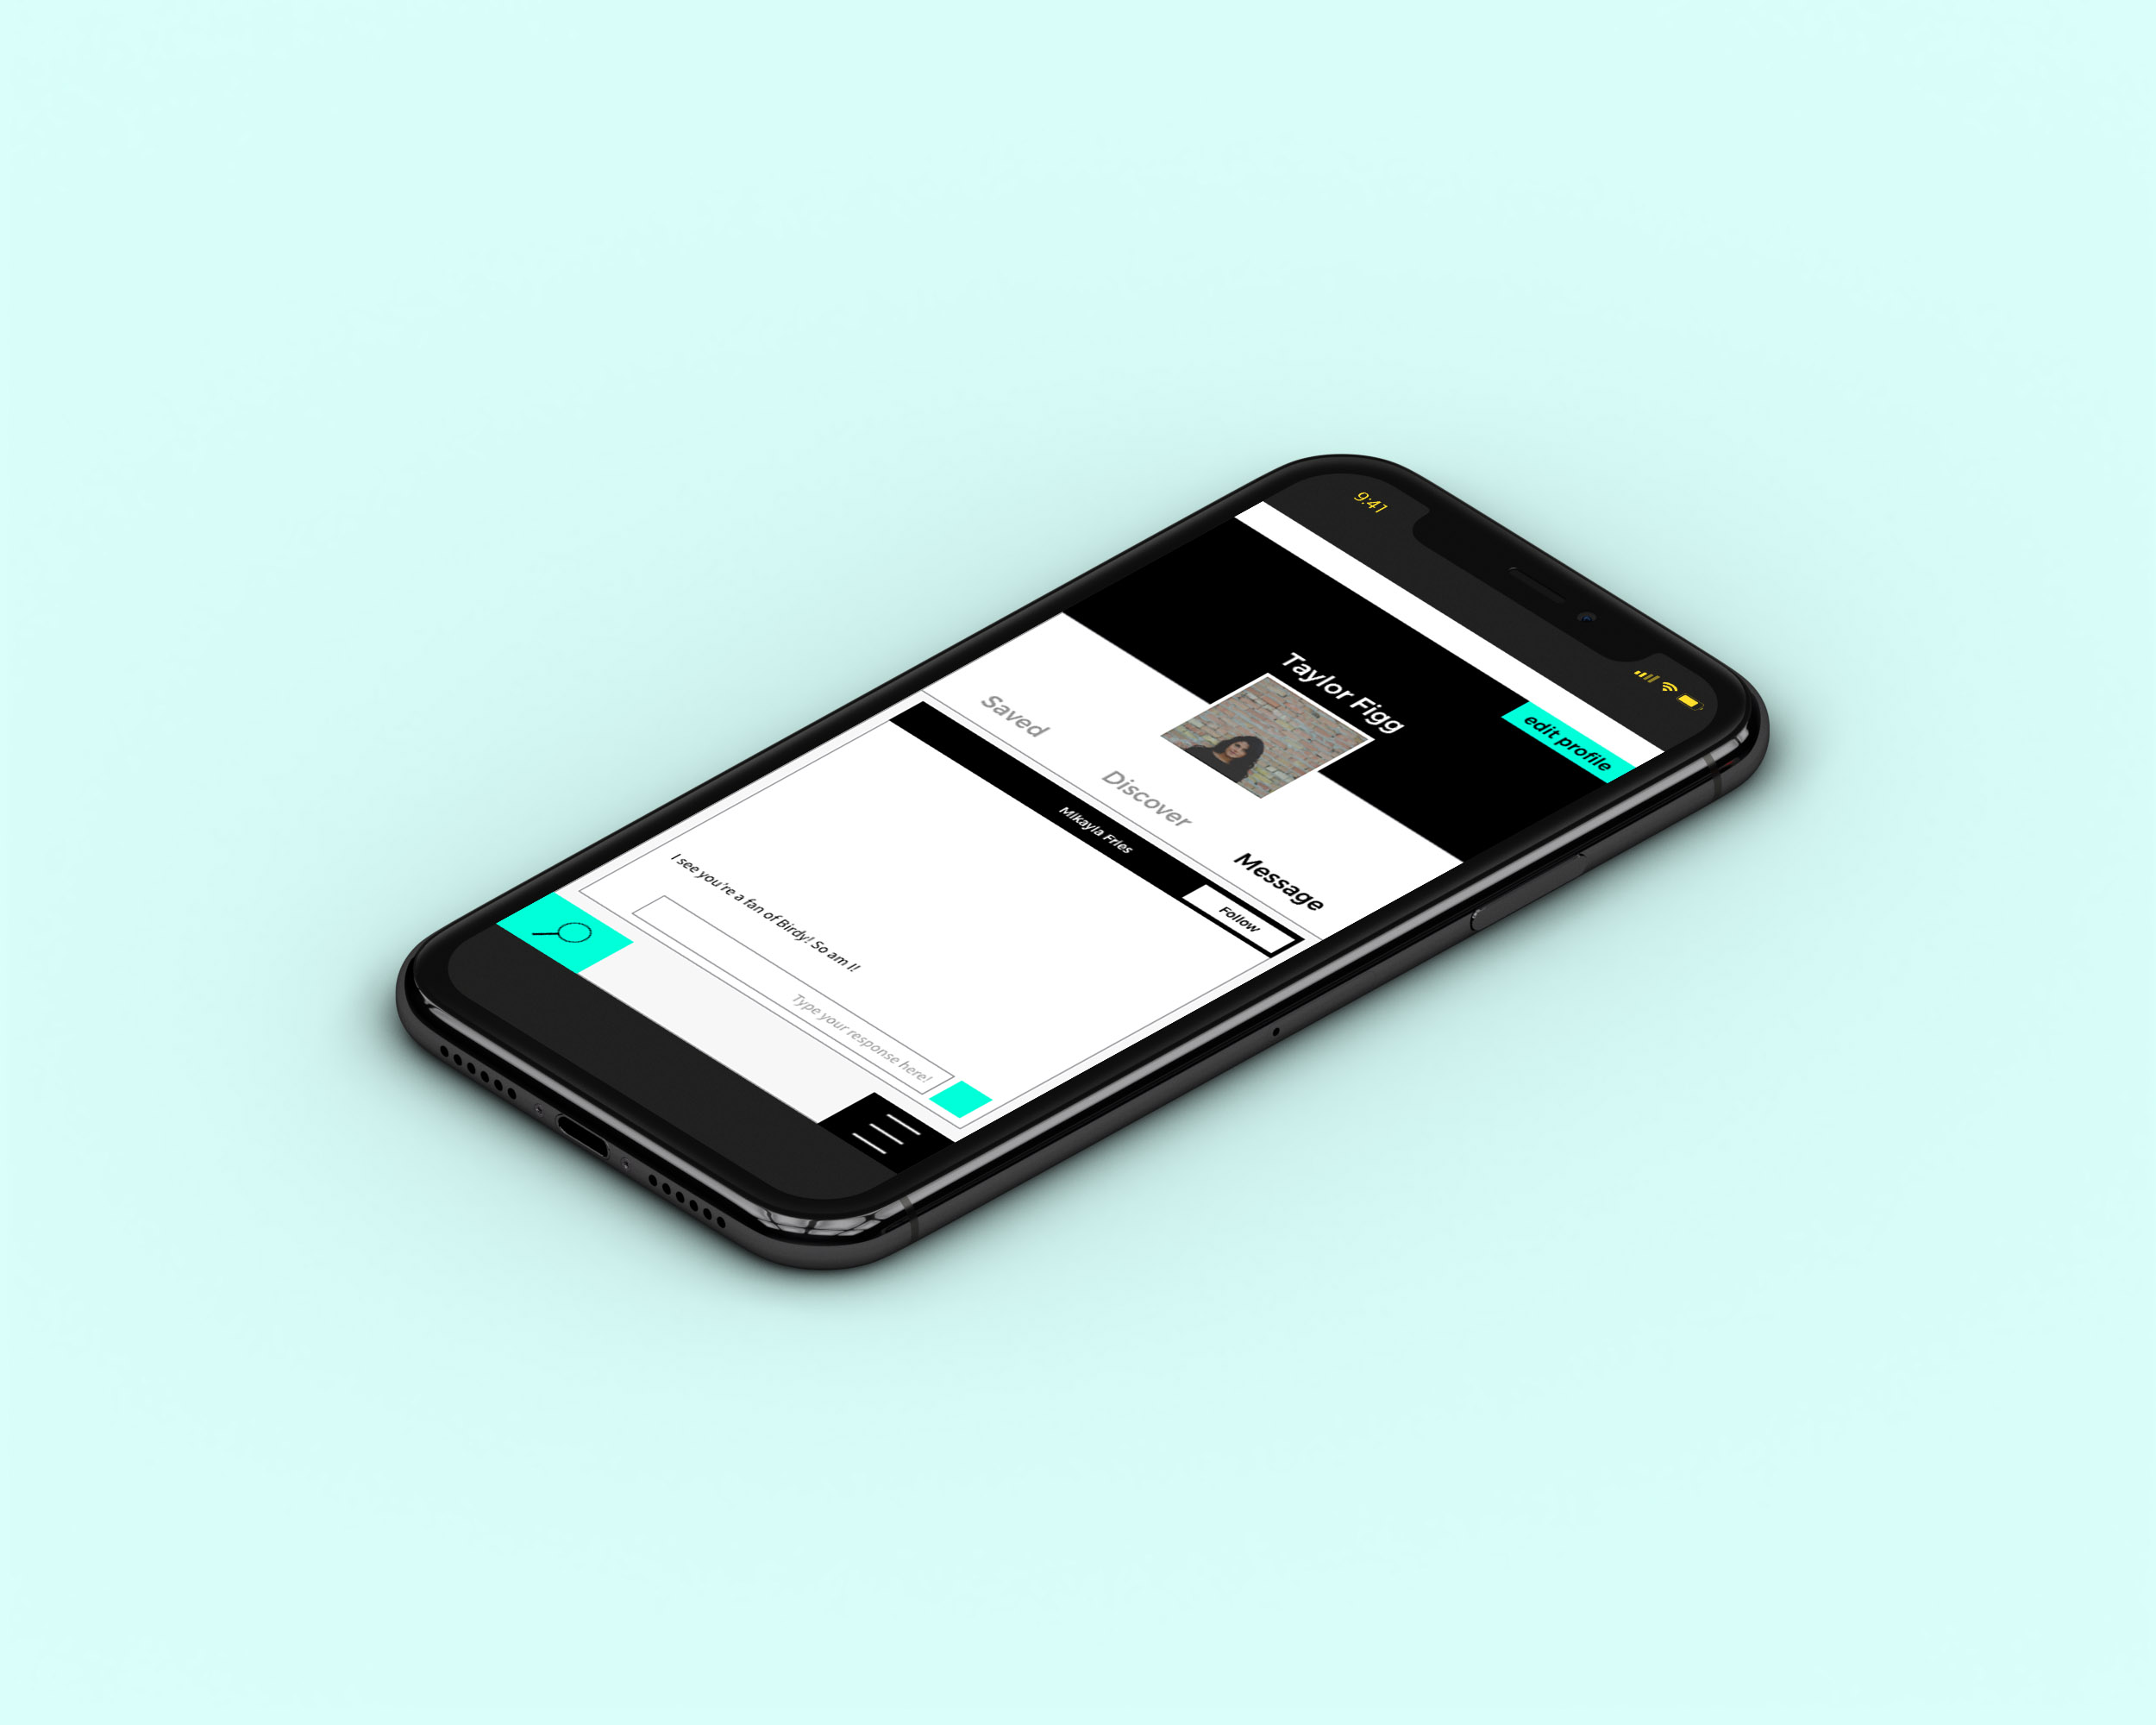 9:41
edit profile
Taylor Figg
Saved
Discover
Message
Mikayla Fries
Follow
I see you're a fan of Birdy! So am I!
Type your response here!